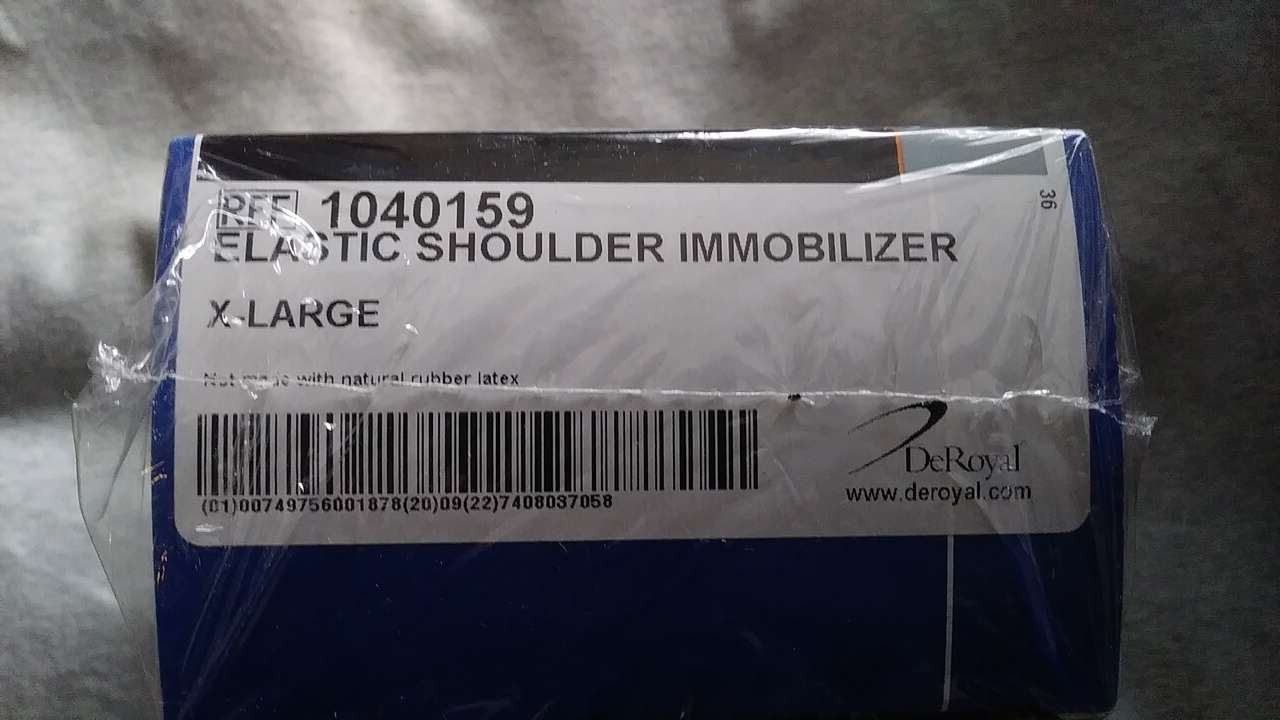 REF 1040159
ELASTIC SHOULDER IMMOBILIZER
36
X-LARGE
Not made with natural rubber latex
(01)00749756001878(20)09(22)7408037058
DeRoyal
www.deroyal.com